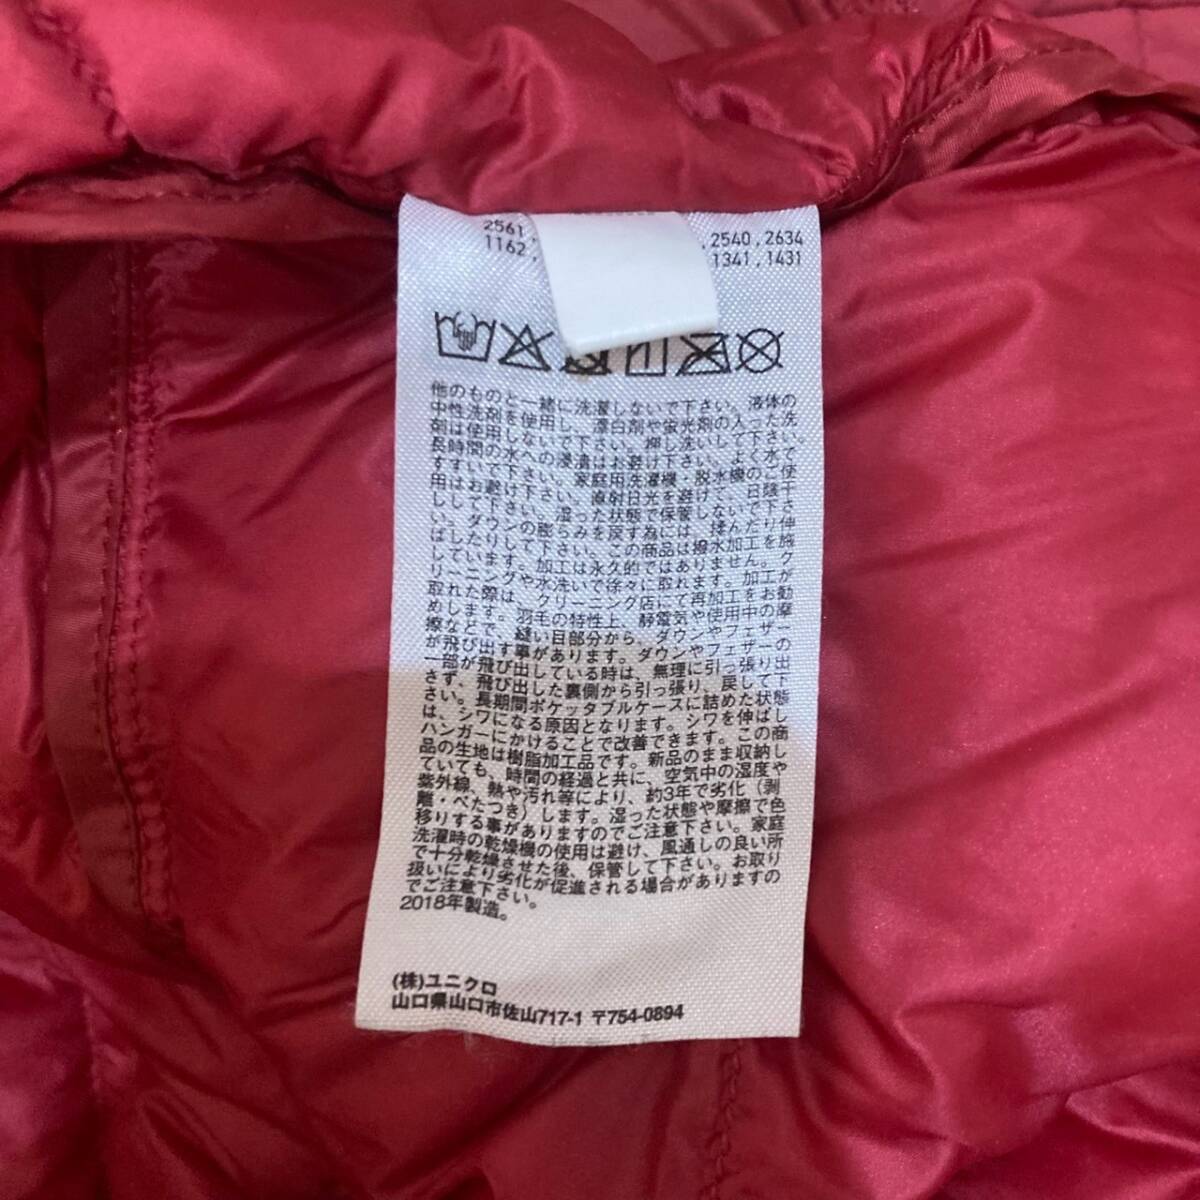 2561, , 2540 , 2634
1162, 1341 , 1431
他のものと一緒に洗濯しないで下さい。液体の
中性洗剤を使用し、漂白剤や蛍光剤の入った洗
剤は使用しないで下さい。押し洗いして下さい。
長時間の水への浸漬はお避け下さい。よく水で
すすいで下さい。家庭用洗濯機・脱水機のご使
用はお避け下さい。直射日光を避けて、日陰干
しして下さい。湿った状態で保管しないで下さ
い。ダウンの膨らみを戻す為には、揉んだり伸
ばしたりして下さい。この商品は撥水加工を施
しています。加工は永久的ではありません。ク
リーニングや水洗いで徐々に取れます。加工が
取れた際は、クリーニング店にて再加工をお勧
めします。羽毛の特性上、静電気や使用中の摩
擦などで、縫い目部分から、ダウンやフェザー
が飛び出す事があります。ダウンやフェザーの
一部が飛び出している時は、無理に引っ張り出
さず、飛び出した裏側から引っ張り、戻して下
さい。長期間ポケッタブルケースに詰めた状態
は、シワになる原因となります。シワを伸ばし
ハンガーにかけることで改善できます。この商
品の生地は樹脂加工品です。新品のまま収納し
ていても、時間の経過と共に、空気中の湿度や
紫外線、熱や汚れ等により、約3年で劣化（剥
離・べたつき）します。湿った状態や摩擦で色
移りする事がありますのでご注意下さい。家庭
洗濯時の乾燥機の使用は避け、風通しの良い所
で十分乾燥させた後、保管して下さい。お取り
扱いにより劣化が促進される場合がありますの
でご注意下さい。
2018年製造。
(株)ユニクロ
山口県山口市佐山717-1 〒754-0894